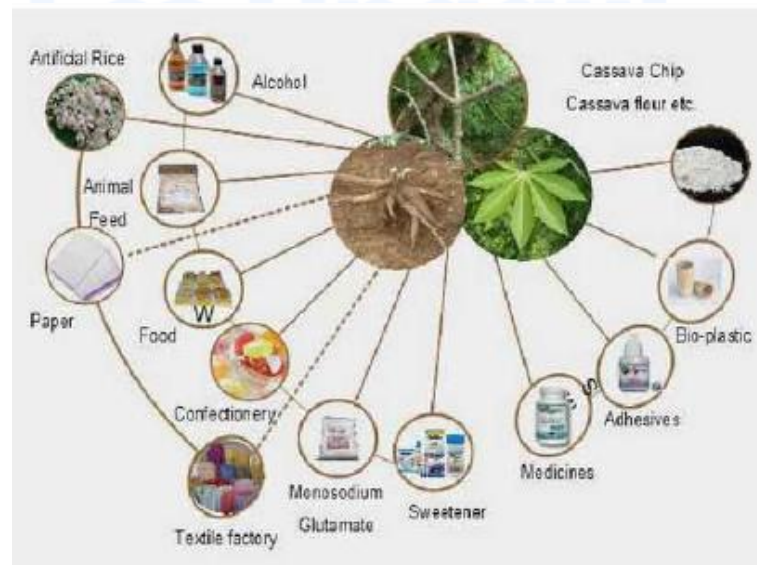 Artificial Rice
Alcohol
Cassava Chip
Cassava flour etc.
Animal
Feed
Paper
Food
W
Bio-plastic
Confectionery
S
Adhesives
Medicines
Monosodium
Glutamate
Sweetener
Textile factory